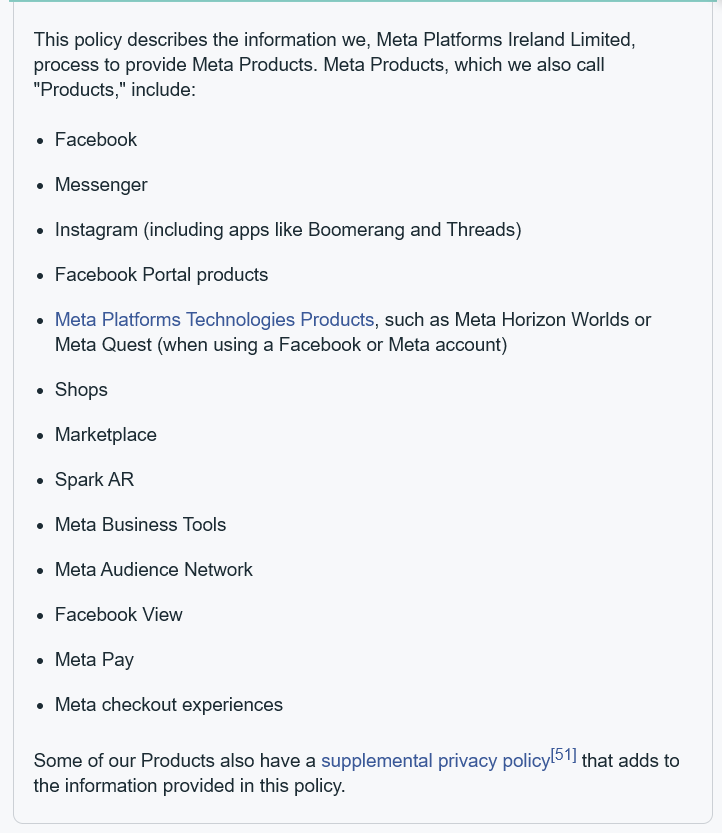 This policy describes the information we, Meta Platforms Ireland Limited,
process to provide Meta Products. Meta Products, which we also call
"Products," include:
• Facebook
• Messenger
• Instagram (including apps like Boomerang and Threads)
• Facebook Portal products
• Meta Platforms Technologies Products, such as Meta Horizon Worlds or
Meta Quest (when using a Facebook or Meta account)
• Shops
• Marketplace
• Spark AR
• Meta Business Tools
• Meta Audience Network
• Facebook View
• Meta Pay
• Meta checkout experiences
Some of our Products also have a supplemental privacy policy[51] that adds to
the information provided in this policy.